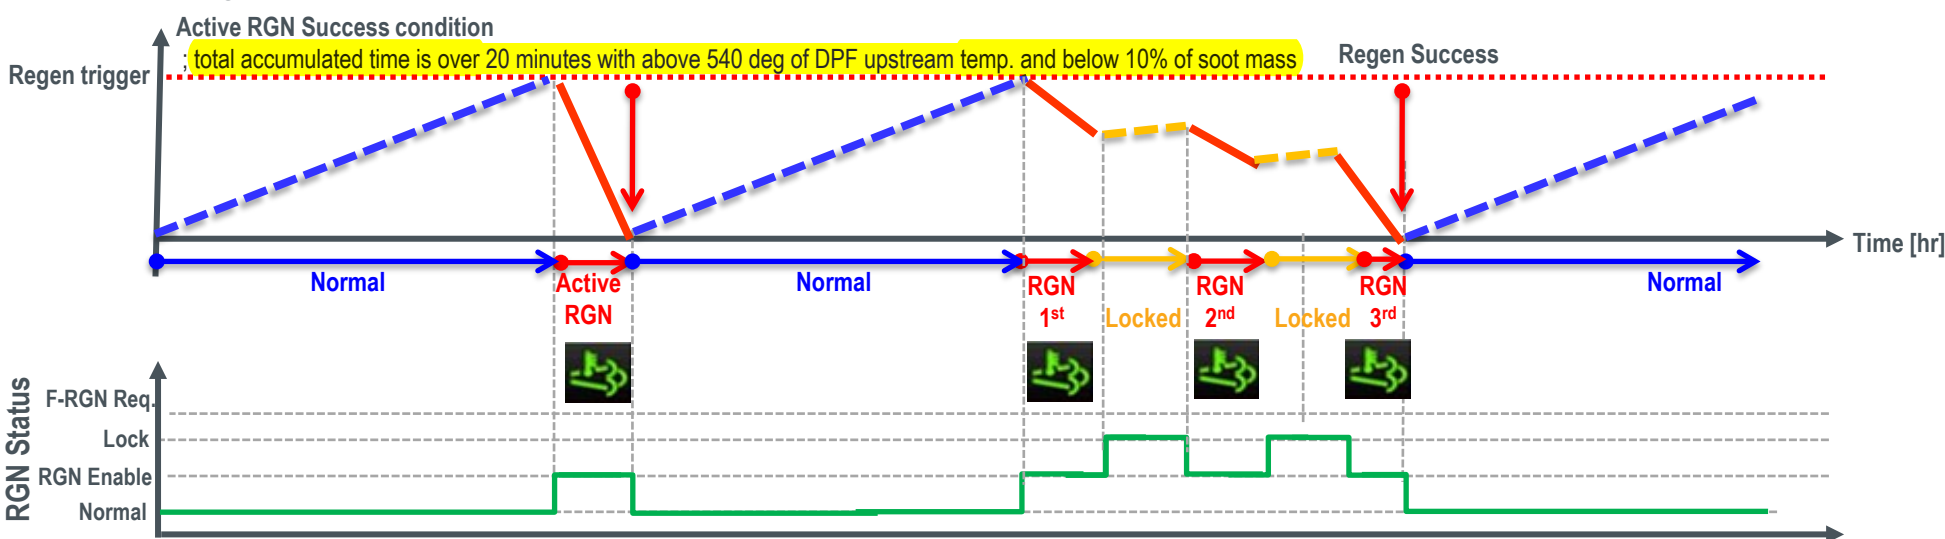 Active RGN Success condition
; total accumulated time is over 20 minutes with above 540 deg of DPF upstream temp. and below 10% of soot mass
Regen Success
Regen trigger
Time [hr]
Normal
Active
RGN
Normal
RGN
1st
Locked
RGN
2nd
Locked
RGN
3rd
Normal
RGN Status
F-RGN Req.
Lock
RGN Enable
Normal